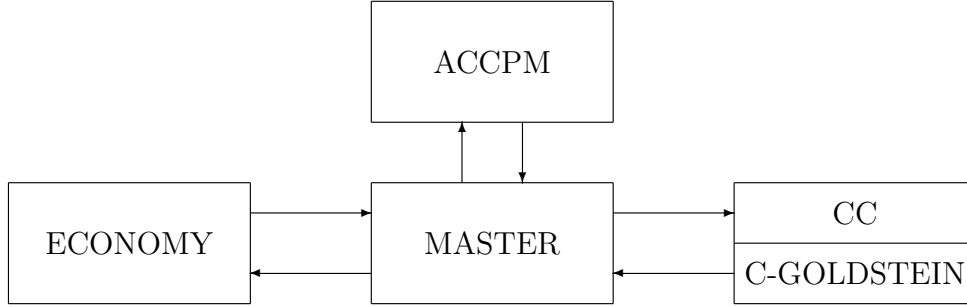 ACCPM
ECONOMY
MASTER
CC
C-GOLDSTEIN